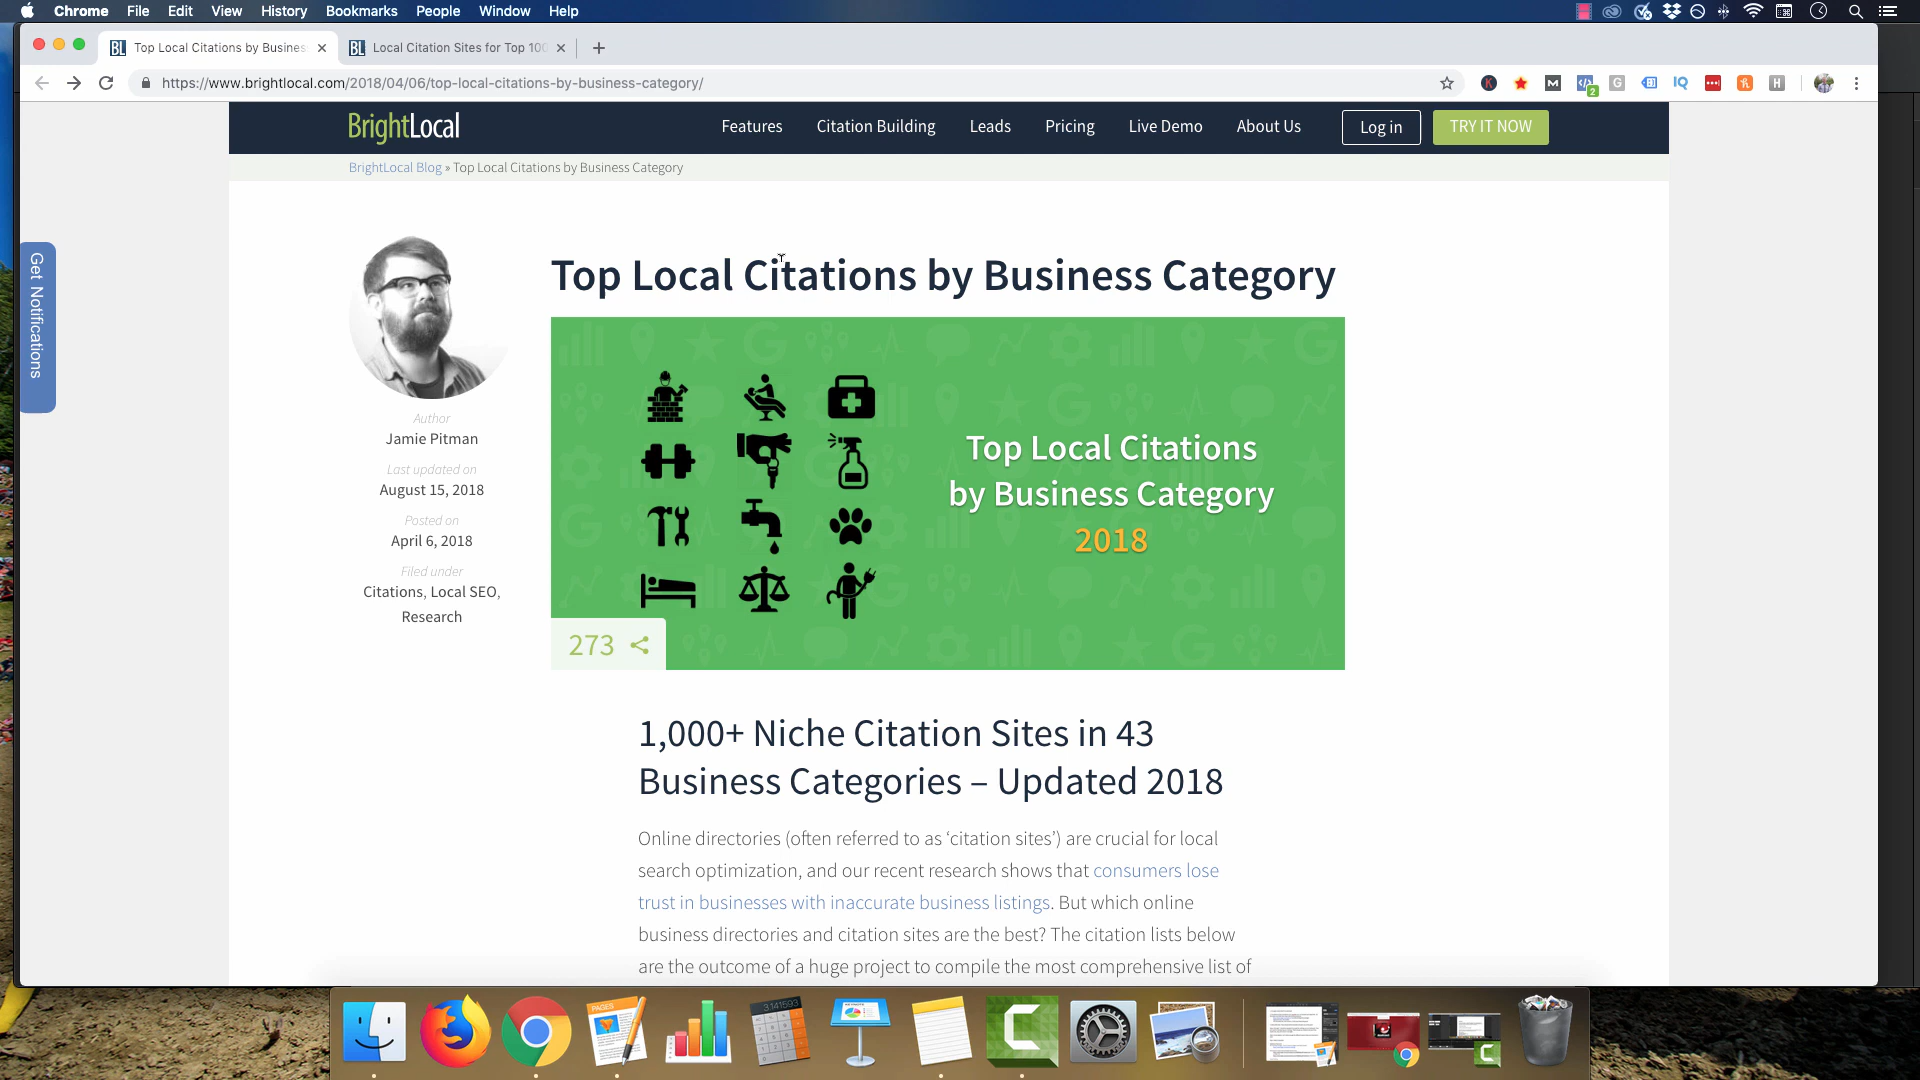 Chrome File Edit View History Bookmarks People Window Help
Top Local Citations by Busines
Local Citation Sites for Top 100
https://www.brightlocal.com/2018/04/06/top-local-citations-by-business-category/
BrightLocal
Features Citation Building Leads Pricing Live Demo About Us Log in TRY IT NOW
BrightLocal Blog » Top Local Citations by Business Category
Get Notifications
Top Local Citations by Business Category
Author
Jamie Pitman
Last updated on
August 15, 2018
Posted on
April 6, 2018
Filed under
Citations, Local SEO,
Research
Top Local Citations
by Business Category
2018
273
1,000+ Niche Citation Sites in 43
Business Categories – Updated 2018
Online directories (often referred to as ‘citation sites’) are crucial for local
search optimization, and our recent research shows that consumers lose
trust in businesses with inaccurate business listings. But which online
business directories and citation sites are the best? The citation lists below
are the outcome of a huge project to compile the most comprehensive list of
PAGES
3.141593